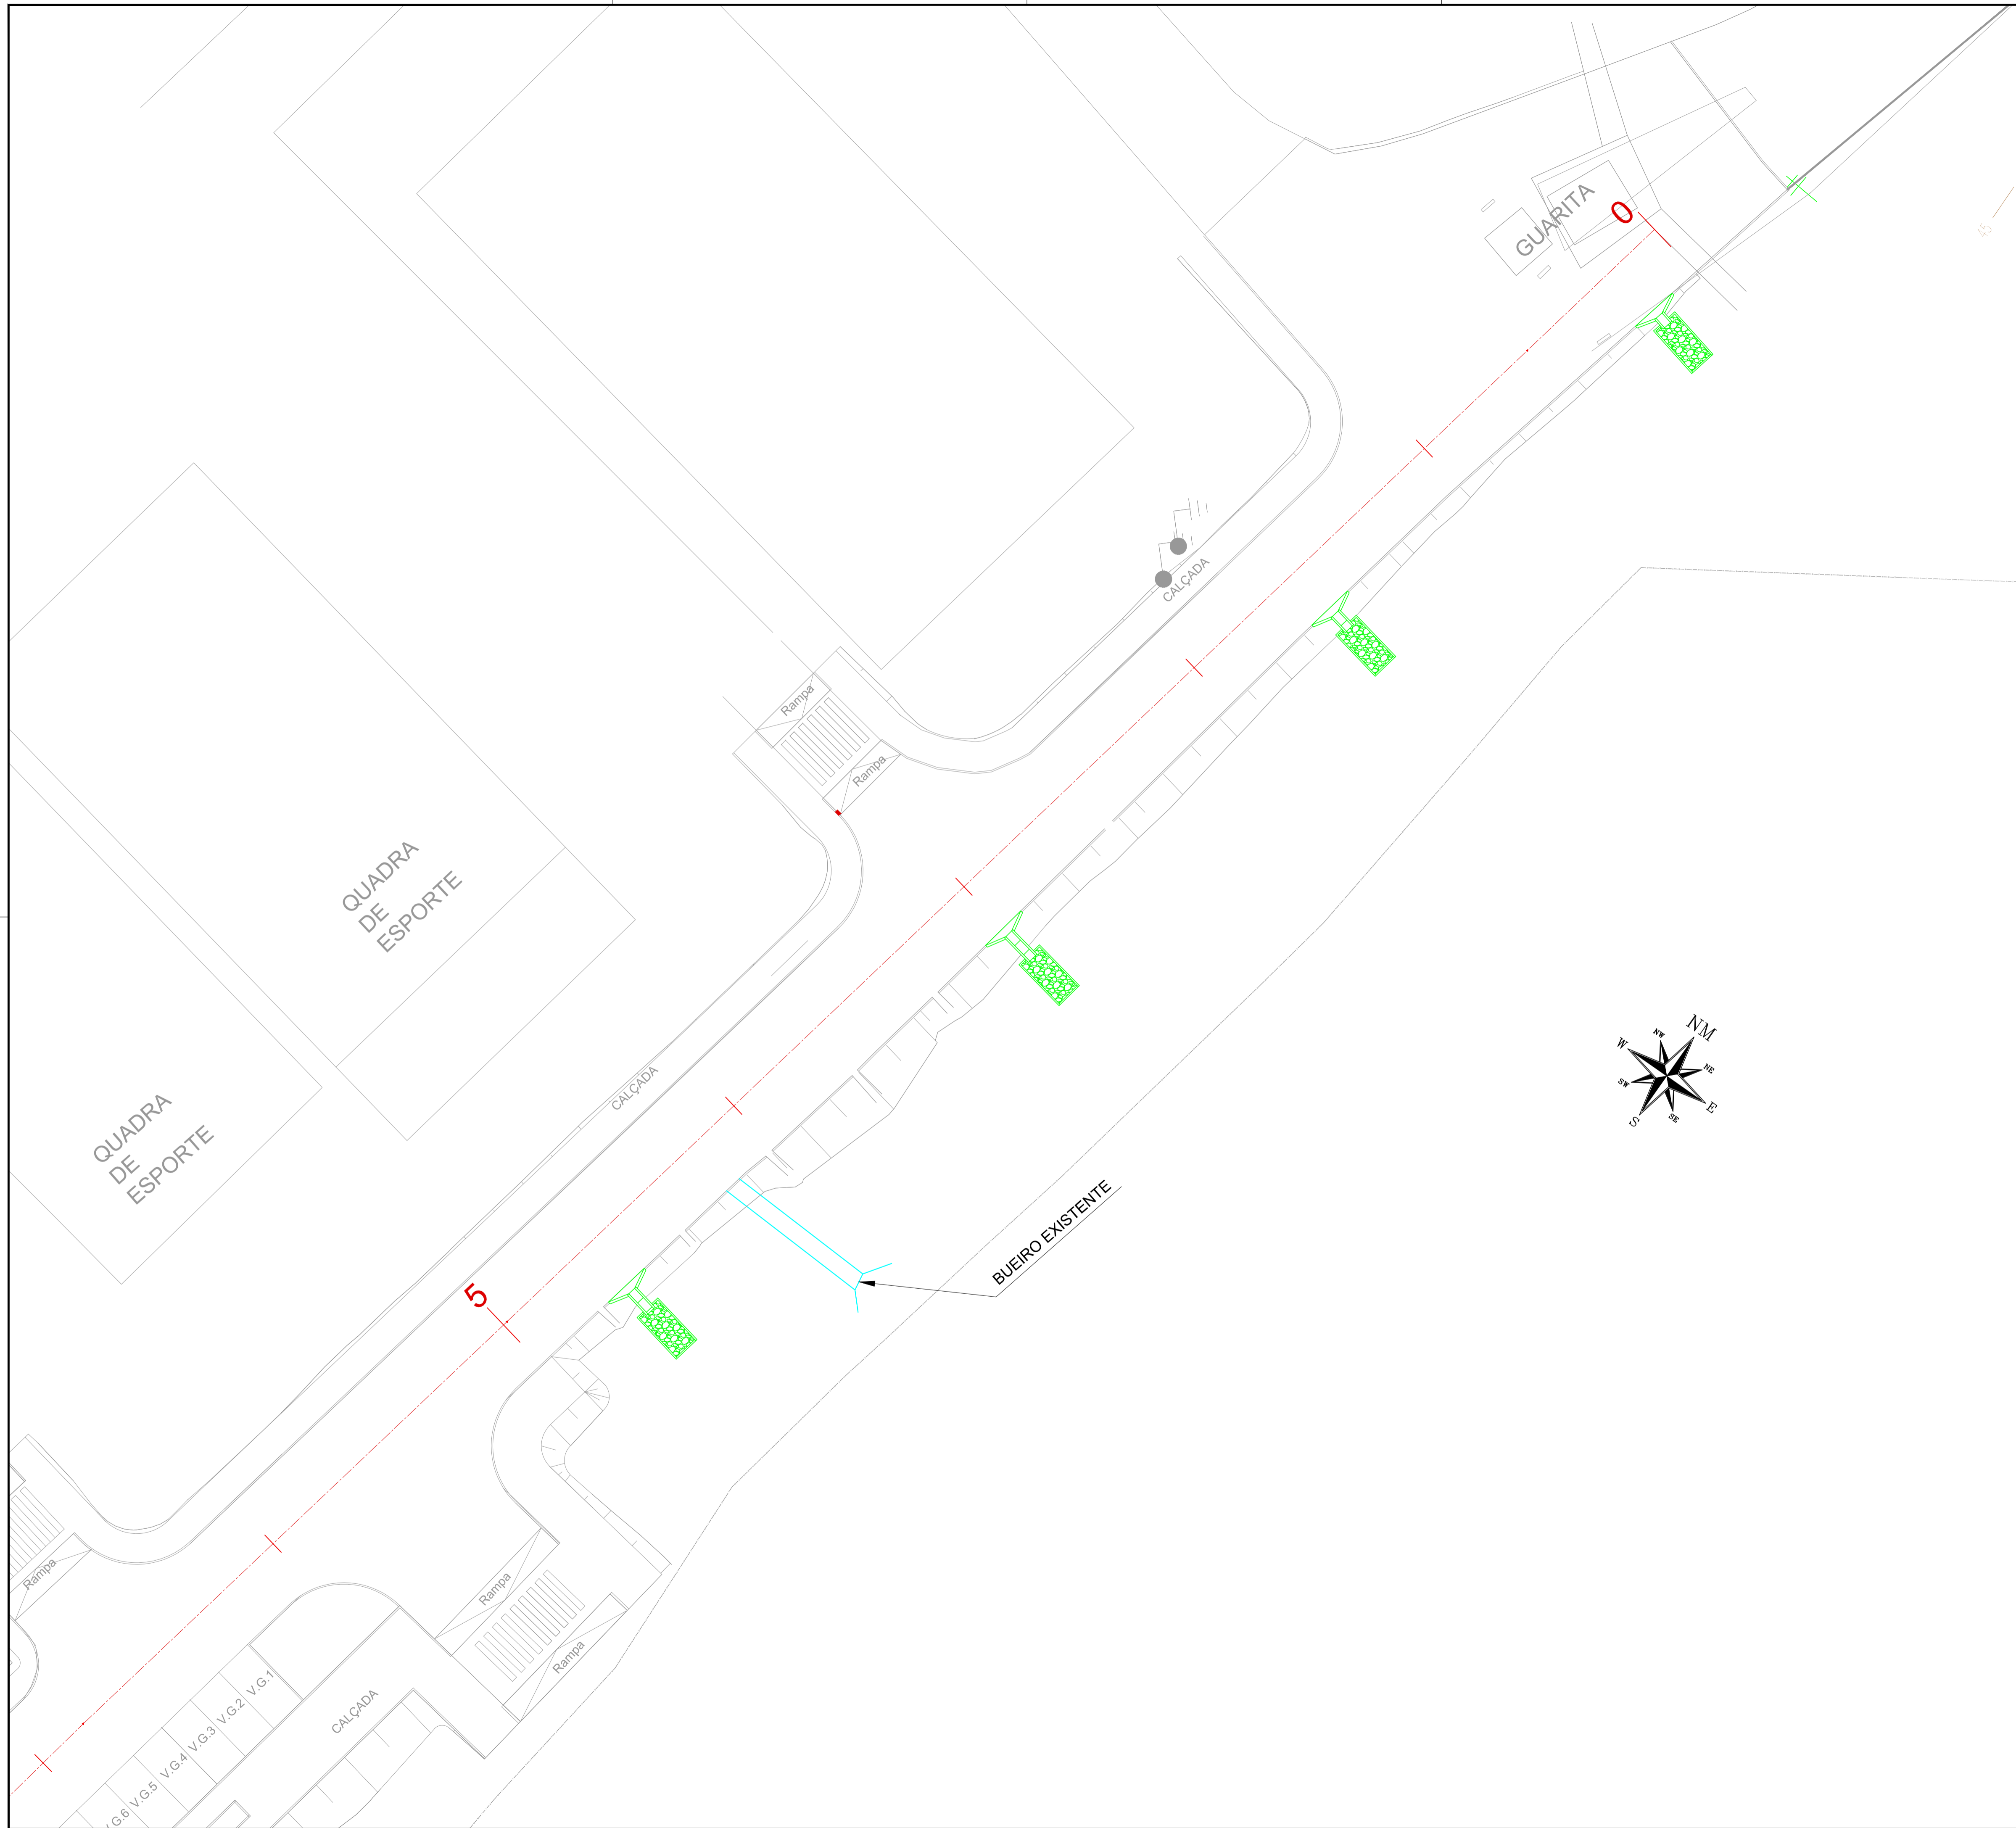 GUARITA
0
45
CALÇADA
Rampa
Rampa
QUADRA
DE
ESPORTE
CALÇADA
QUADRA
DE
ESPORTE
NM
NW
NE
W
SW
E
S
SE
BUEIRO EXISTENTE
5
Rampa
Rampa
Rampa
CALÇADA
V.G.1
V.G.2
V.G.3
V.G.4
V.G.5
.G.6